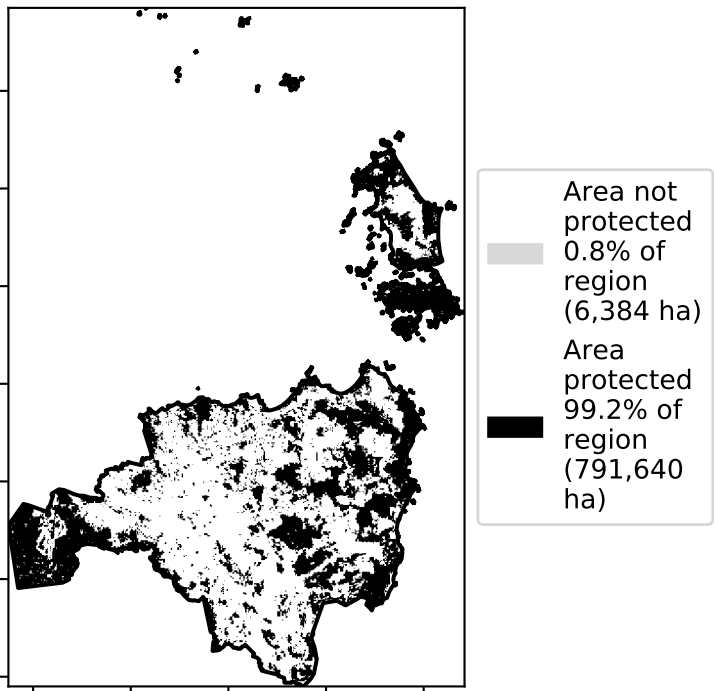 Area not
protected
0.8% of
region
(6,384 ha)
Area
protected
99.2% of
region
(791,640
ha)